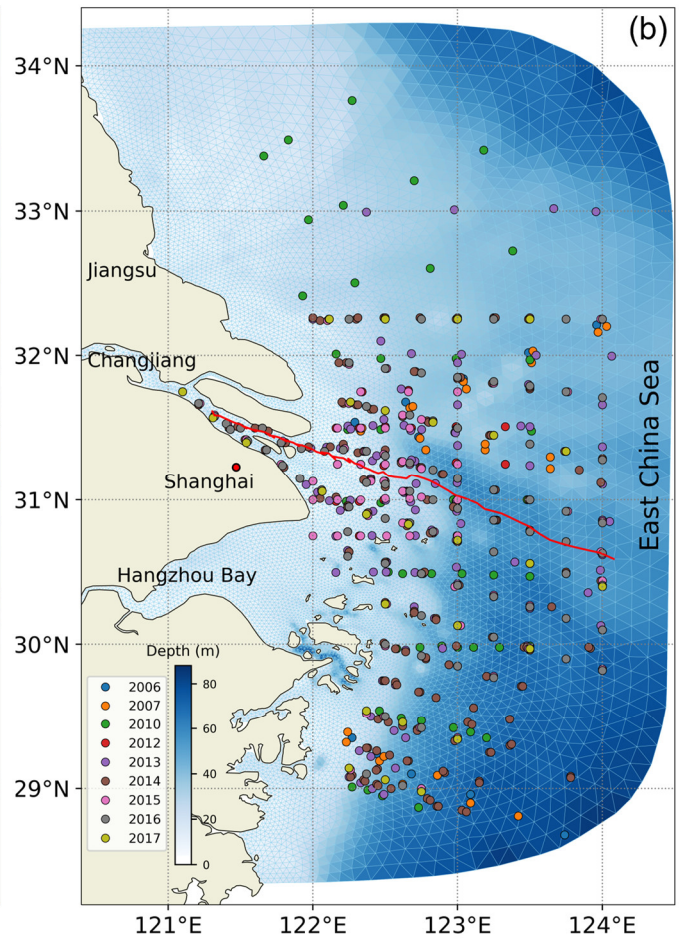 (b)
34°N
33°N
Jiangsu
32°N
Changjiang
Shanghai
31°N
East China Sea
Hangzhou Bay
30°N
Depth (m)
80
60
40
20
0
2006
2007
2010
2012
2013
2014
2015
2016
2017
29°N
121°E
122°E
123°E
124°E